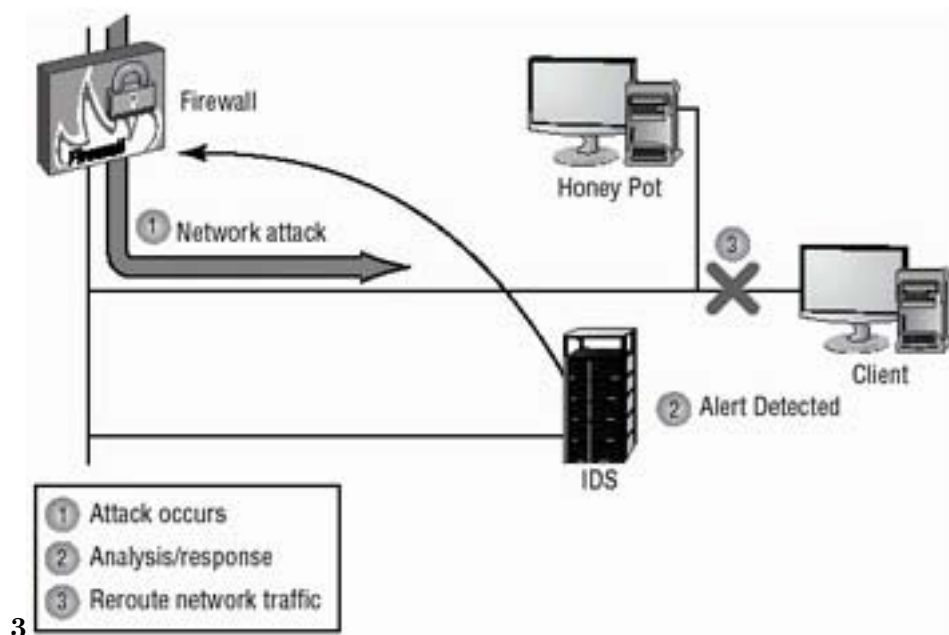 Firewall
Firewall
Honey Pot
1 Network attack
3
Client
2 Alert Detected
IDS
1 Attack occurs
2 Analysis/response
3 Reroute network traffic
3